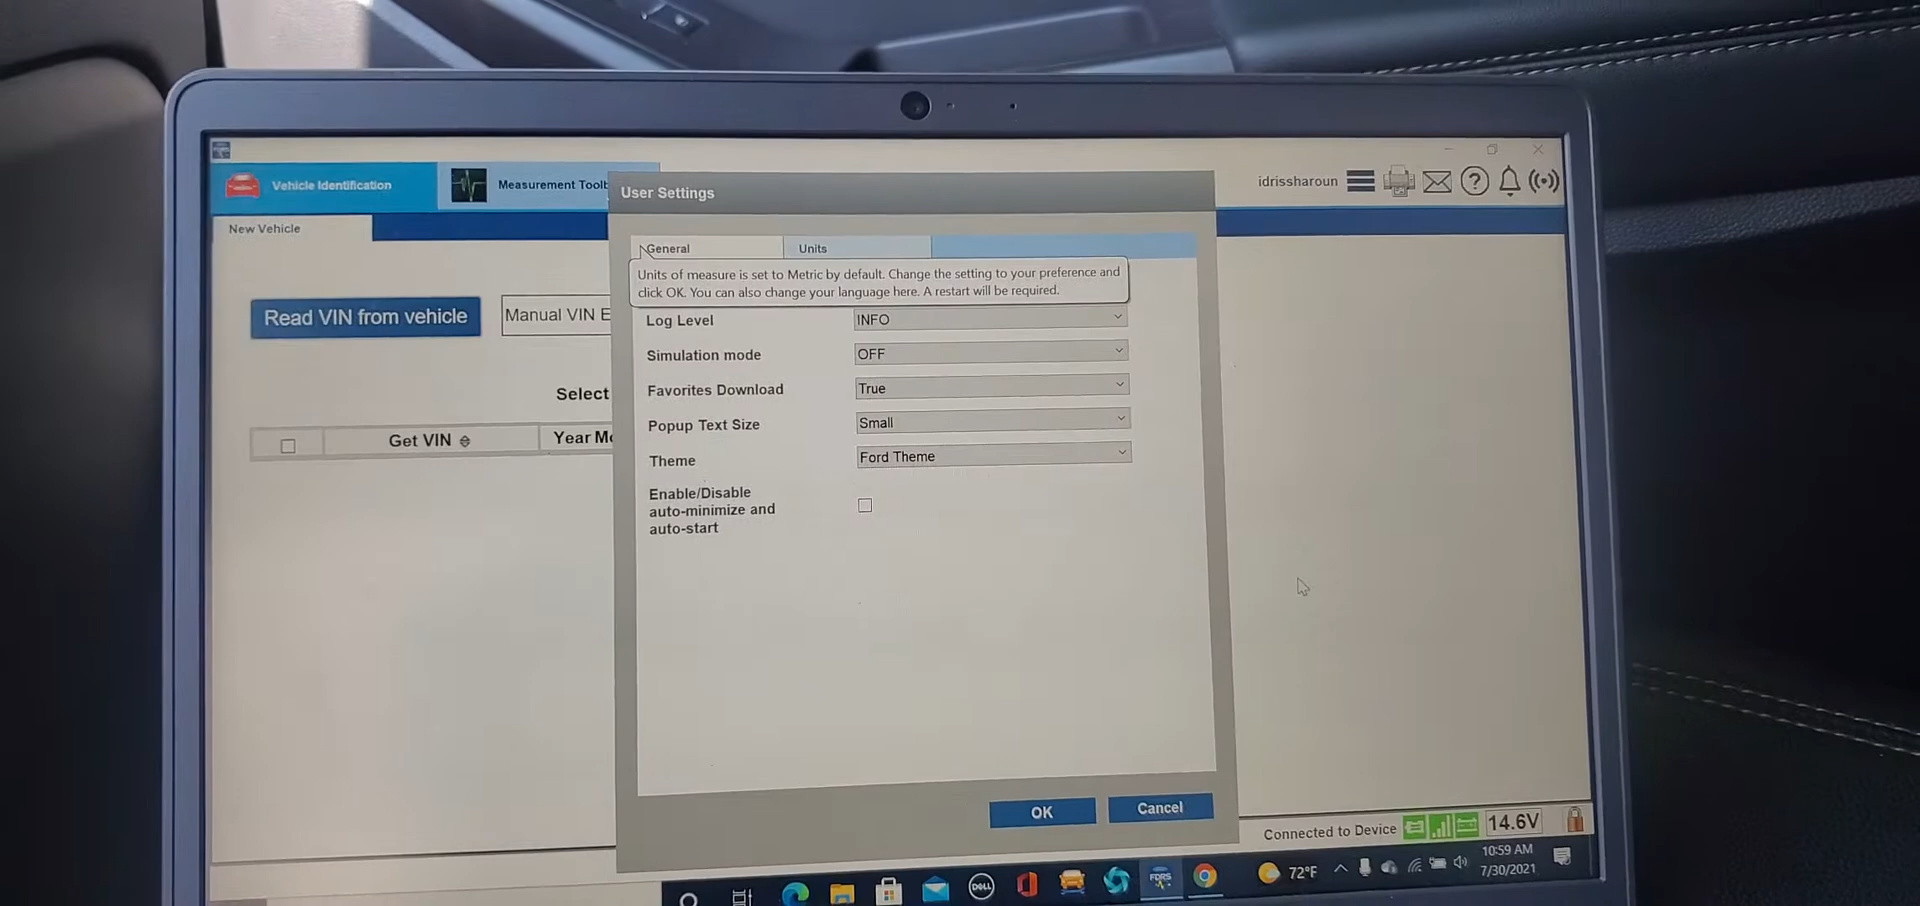 Vehicle Identification
Measurement Toolb
User Settings
idrissharoun
New Vehicle
General
Units
Units of measure is set to Metric by default. Change the setting to your preference and
click OK. You can also change your language here. A restart will be required.
Read VIN from vehicle
Manual VIN E
Log Level
INFO
Simulation mode
OFF
Select
Favorites Download
True
Popup Text Size
Small
Get VIN
Year Mo
Theme
Ford Theme
Enable/Disable
auto-minimize and
auto-start
OK
Cancel
Connected to Device
14.6V
DELL
FDRS
72°F
10:59 AM
7/30/2021